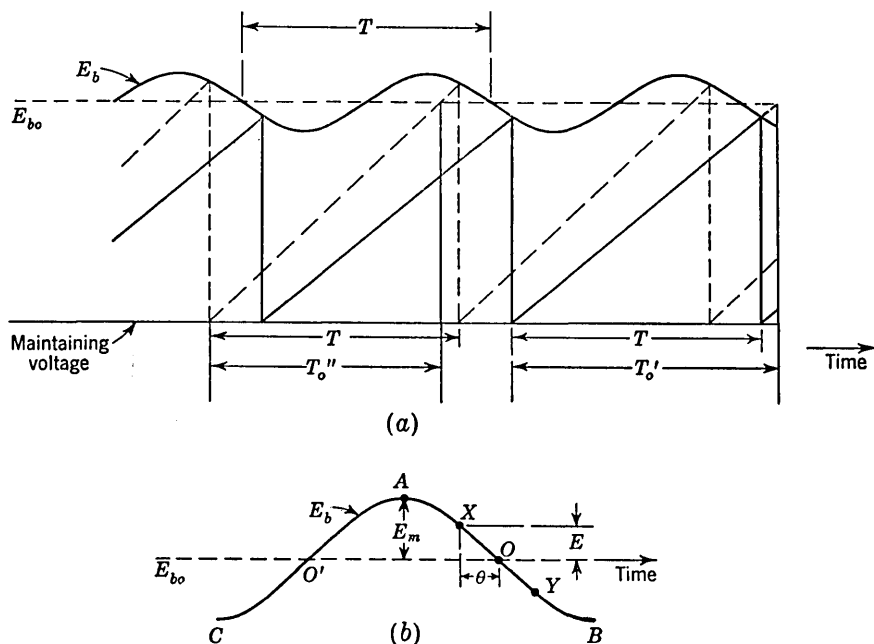 T
E_b
E_bo
T
T
Maintaining
voltage
Time
T_o''
T_o'
(a)
A
E_b
X
E_m
E
O
E_bo
O'
θ
Time
Y
C
(b)
B